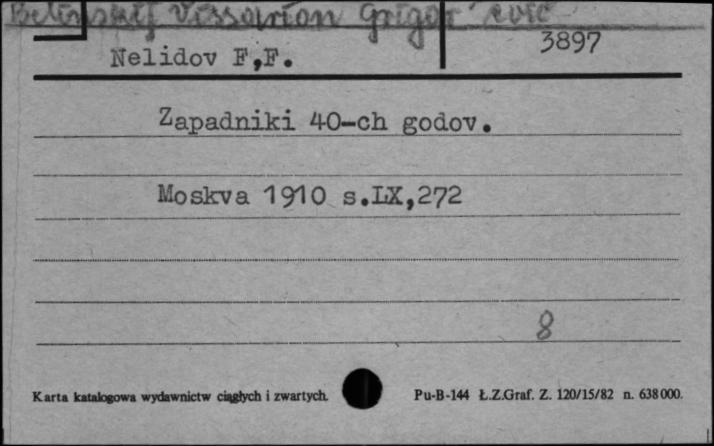 Belinskij Vissarion Grigor'evič
3897
Nelidov F,F.
Zapadniki 40-ch godov.
Moskva 1910 s.LX,272
8
Karta katalogowa wydawnictw ciągłych i zwartych. Pu-B-144 Ł.Z.Graf. Z. 120/15/82 n. 638000.